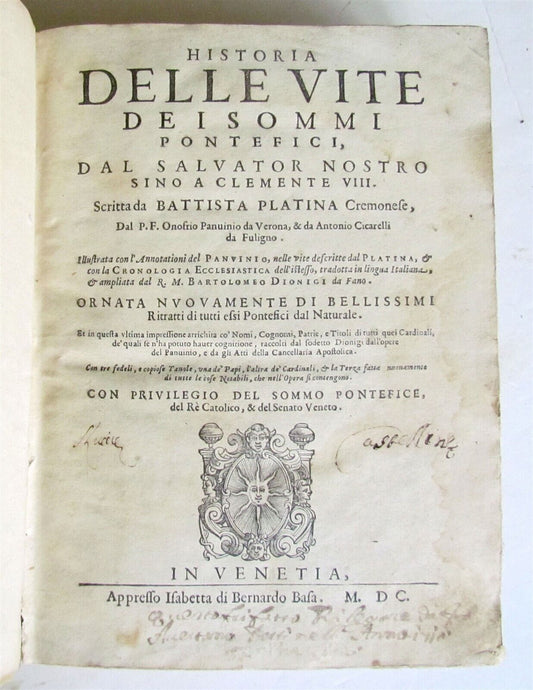 HISTORIA
DELLE VITE
DEI SOMMI
PONTEFICI,
DAL SALVATOR NOSTRO
SINO A CLEMENTE VIII.
Scritta da BATTISTA PLATINA Cremonese,
Dal P. F. Onofrio Panuinio da Verona, & da Antonio Cicarelli
da Fuligno.
Illustrata con l'Annotationi del PANVINIO, nelle vite descritte dal PLATINA, &
con la CRONOLOGIA ECCLESIASTICA dell'istesso, tradotta in lingua Italiana,
& ampliata dal R. M. BARTOLOMEO DIONIGI da Fano.
ORNATA NVOVAMENTE DI BELLISSIMI
Ritratti di tutti essi Pontefici dal Naturale.
Et in questa vltima impressione arrichita co' Nomi, Cognomi, Patrie, e Titoli di tutti quei Cardinali,
de' quali se n'ha potuto hauer cognitione, raccolti dal sodetto Dionigi dall'opere
del Panuinio, e da gli Atti della Cancellaria Apostolica.
Con tre fedeli, e copiose Tauole, vna de' Papi, l'altra de' Cardinali, & la Terza fatta nuouamente
di tutte le cose Notabili, che nell'Opera si contengono.
CON PRIVILEGIO DEL SOMMO PONTEFICE,
del Rè Catolico, & del Senato Veneto.
IN VENETIA,
Appresso Isabetta di Bernardo Basa. M. DC.